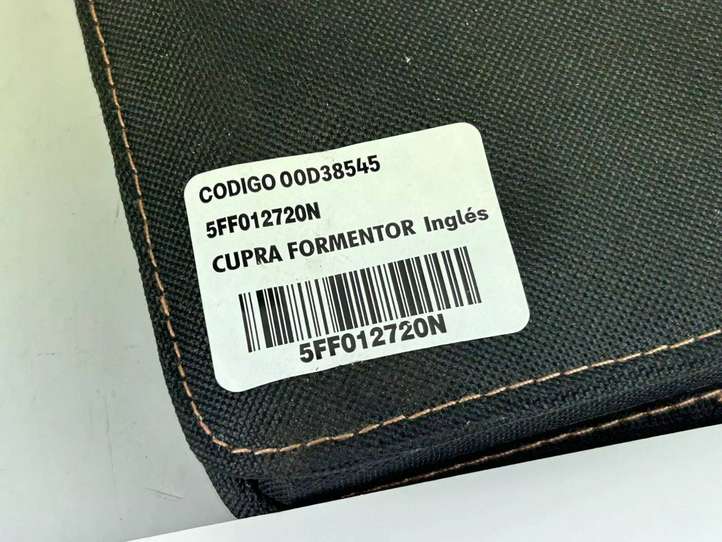 CODIGO 00D38545
5FF012720N
CUPRA FORMENTOR Inglés
5FF012720N